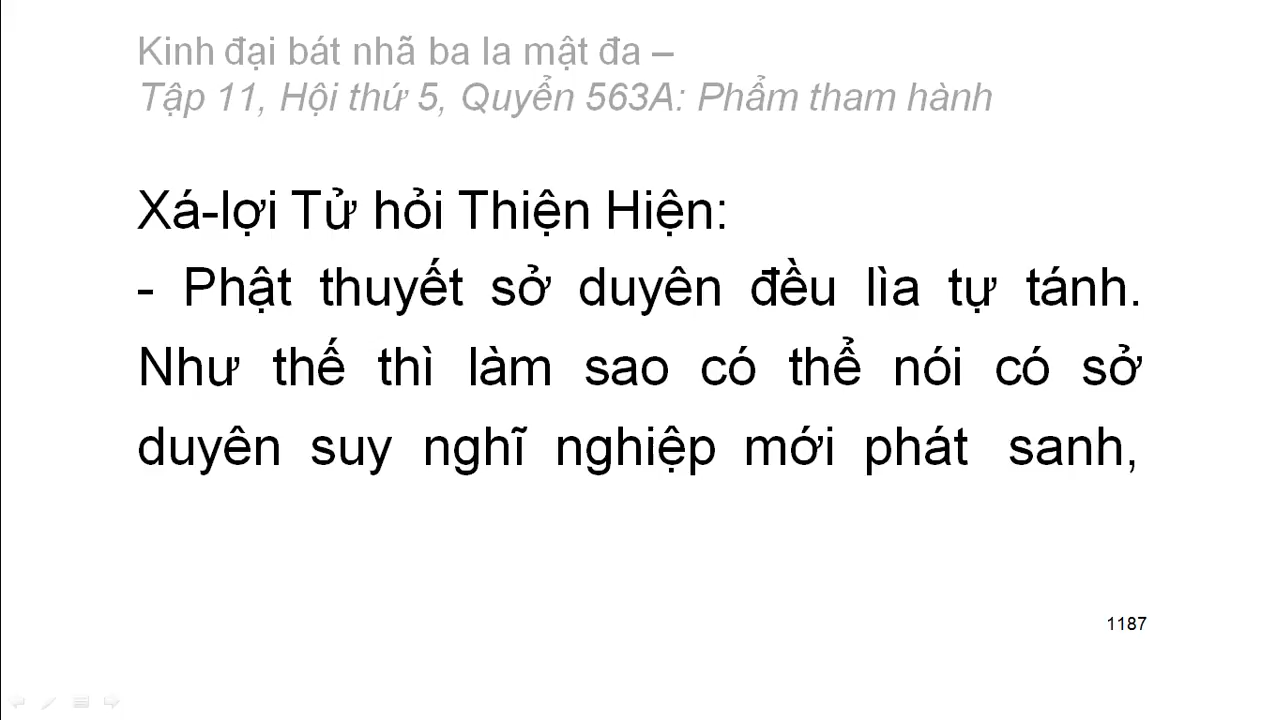 Kinh đại bát nhã ba la mật đa –
Tập 11, Hội thứ 5, Quyển 563A: Phẩm tham hành
Xá-lợi Tử hỏi Thiện Hiện:
- Phật thuyết sở duyên đều lìa tự tánh.
Như thế thì làm sao có thể nói có sở
duyên suy nghĩ nghiệp mới phát sanh,
1187